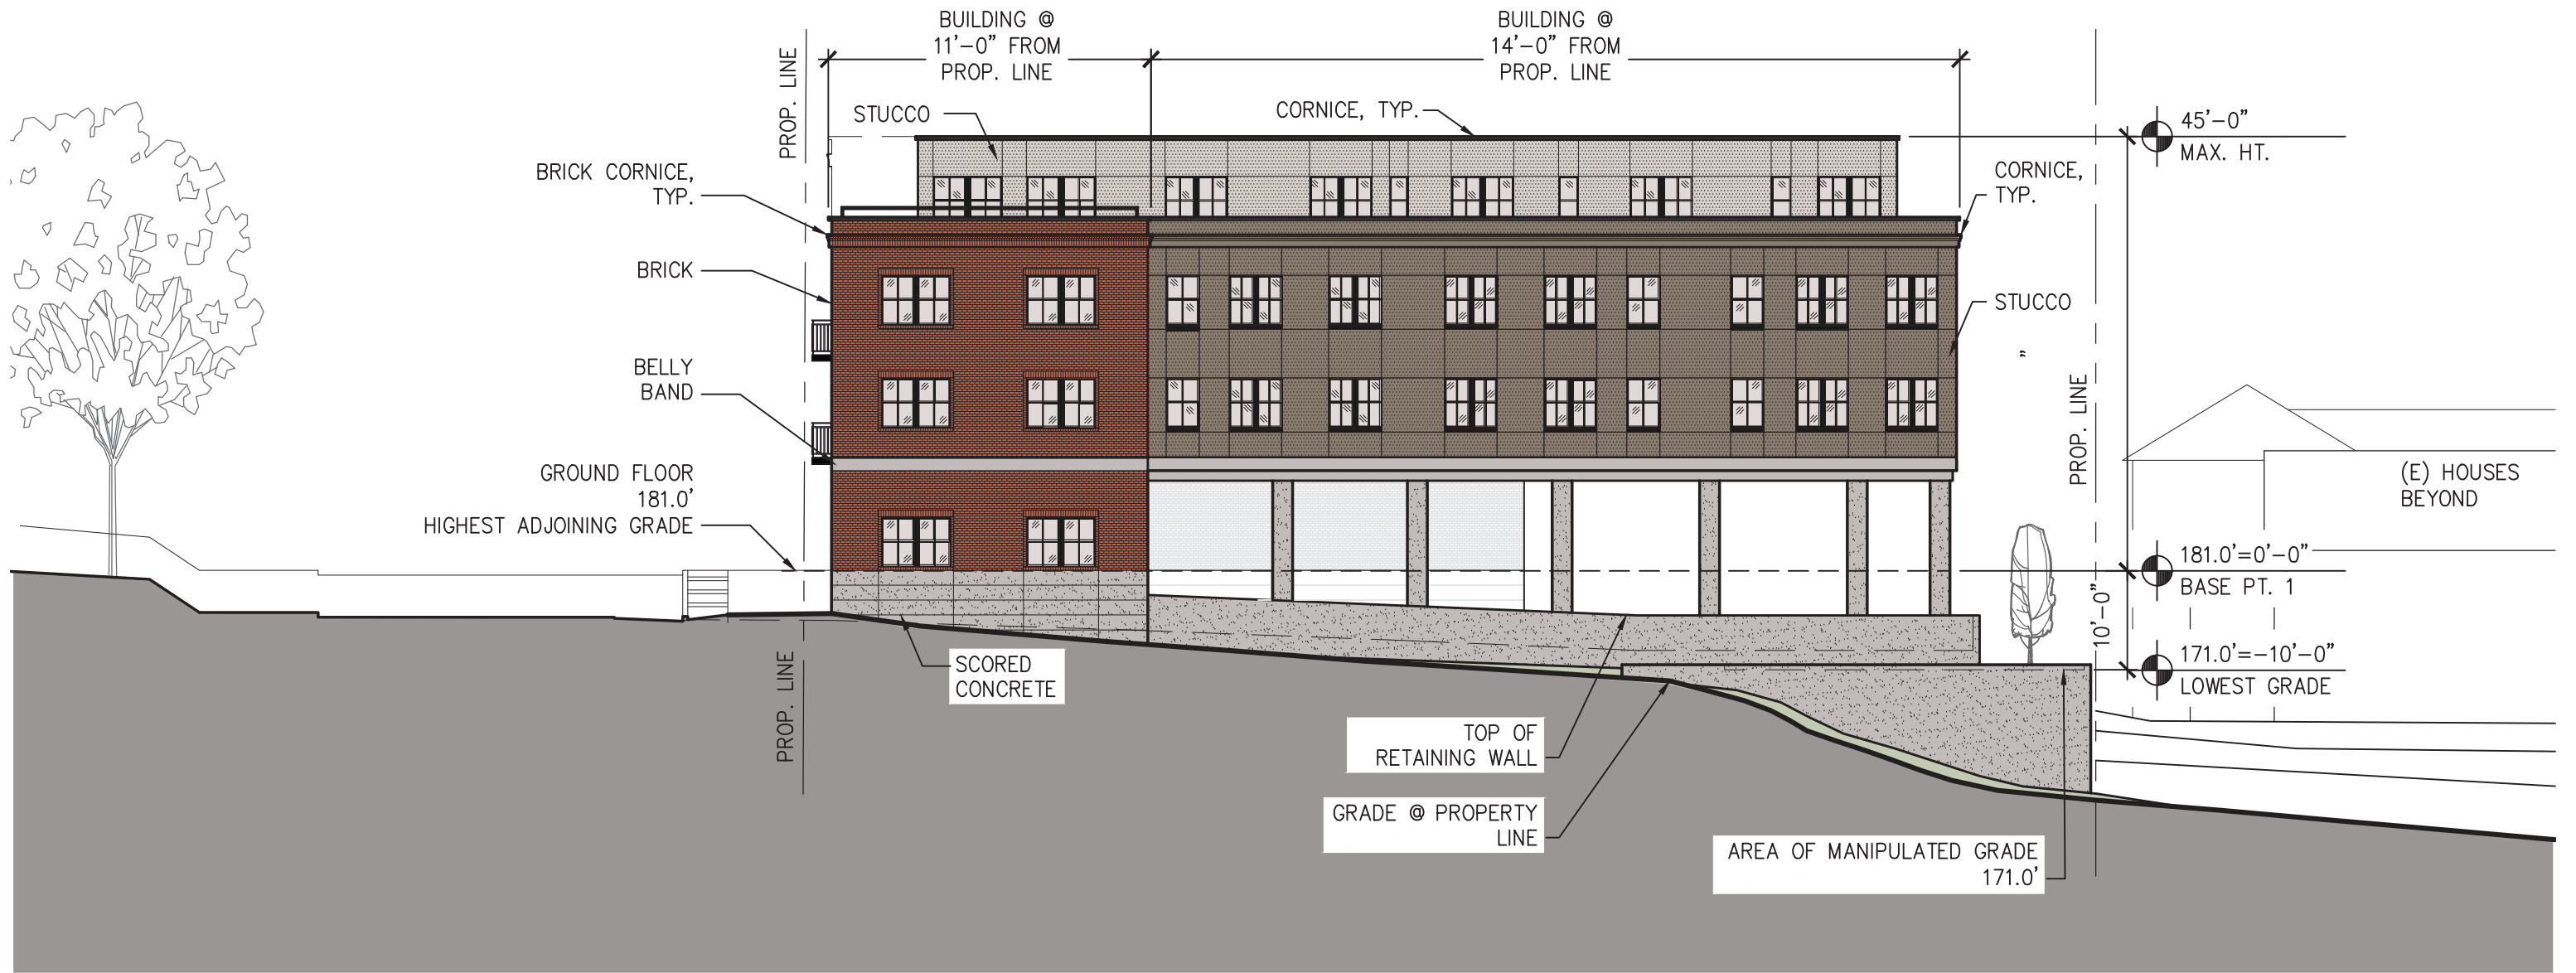 BUILDING @
11'-0" FROM
PROP. LINE
BUILDING @
14'-0" FROM
PROP. LINE
PROP. LINE
STUCCO
CORNICE, TYP.
45'-0"
MAX. HT.
BRICK CORNICE,
TYP.
CORNICE,
TYP.
BRICK
STUCCO
BELLY
BAND
PROP. LINE
GROUND FLOOR
181.0'
HIGHEST ADJOINING GRADE
(E) HOUSES
BEYOND
181.0'=0'-0"
BASE PT. 1
10'-0"
171.0'=-10'-0"
LOWEST GRADE
PROP. LINE
SCORED
CONCRETE
TOP OF
RETAINING WALL
GRADE @ PROPERTY
LINE
AREA OF MANIPULATED GRADE
171.0'